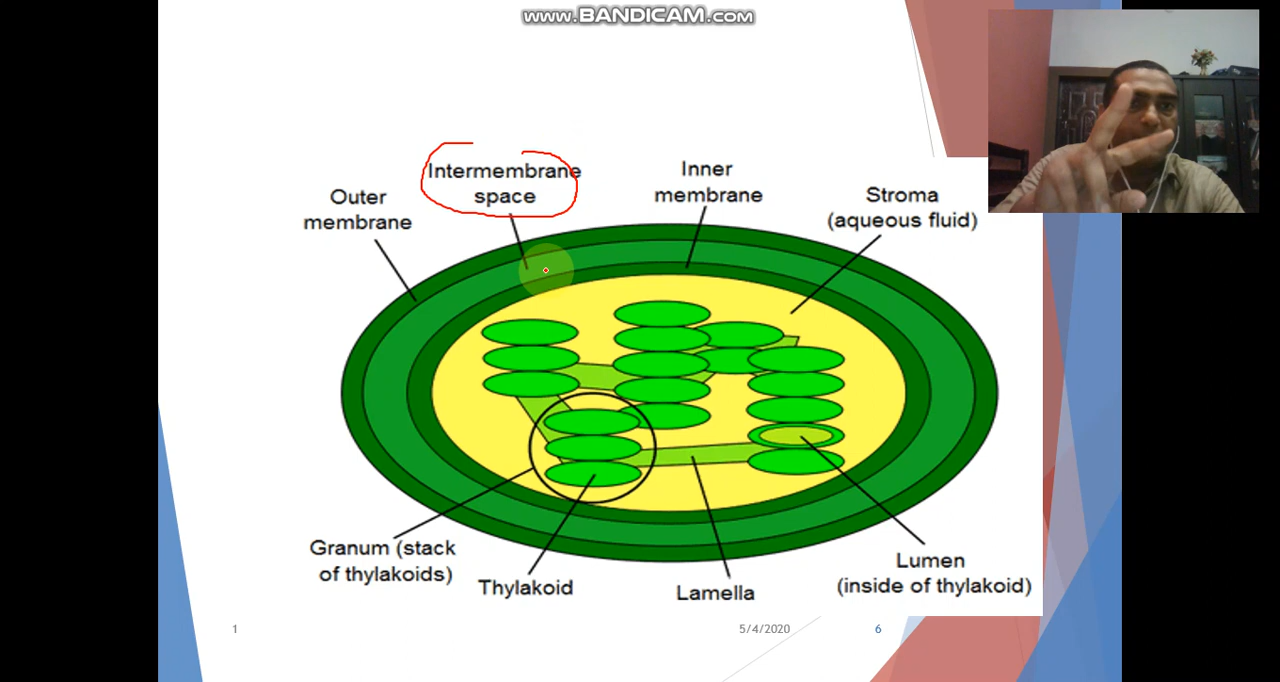 www.BANDICAM.com
Intermembrane
space
Inner
membrane
Outer
membrane
Stroma
(aqueous fluid)
Granum (stack
of thylakoids)
Thylakoid
Lamella
Lumen
(inside of thylakoid)
1
5/4/2020
6